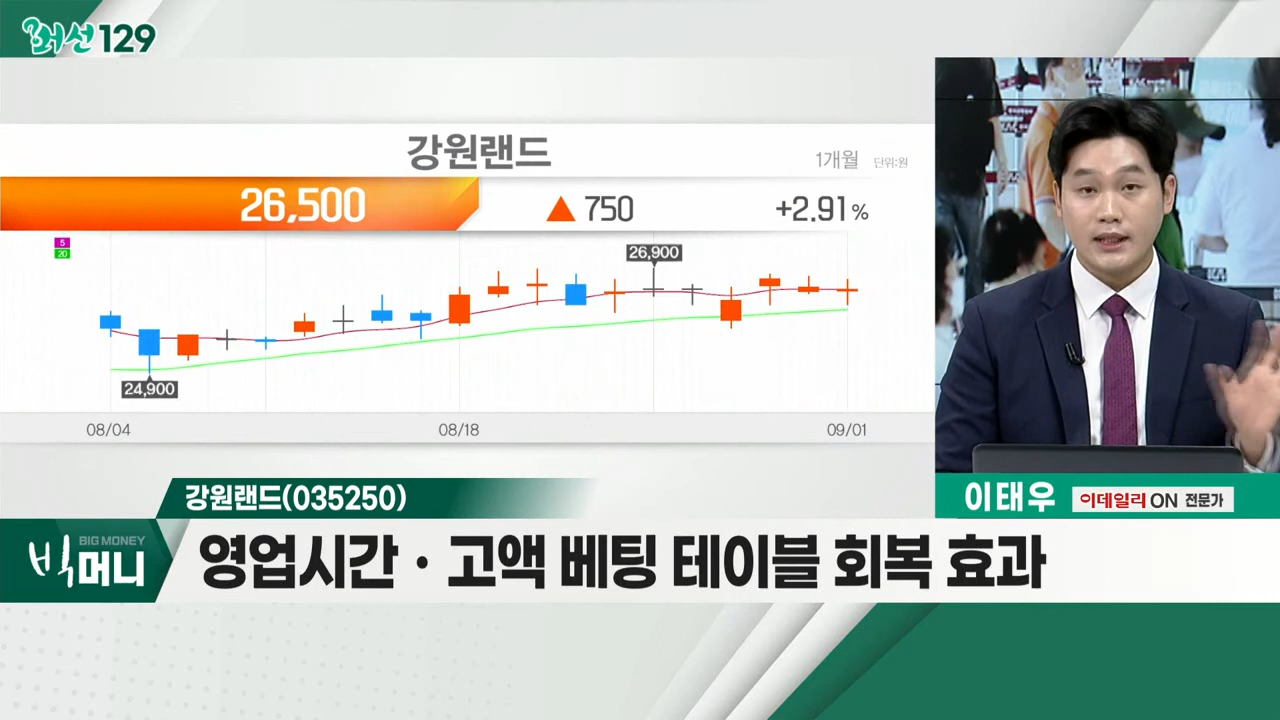 최선129
강원랜드
1개월 단위:원
26,500
▲ 750
+2.91%
5
20
26,900
24,900
08/04
08/18
09/01
강원랜드(035250)
이태우 이데일리ON 전문가
BIG MONEY
빅머니
영업시간·고액 베팅 테이블 회복 효과